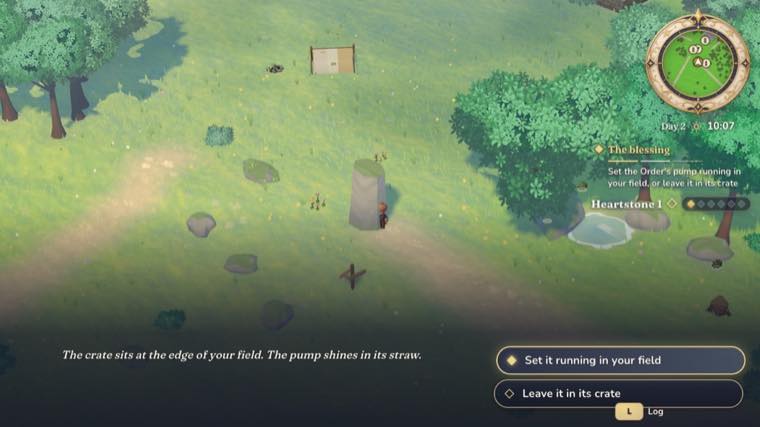 Day 2 10:07
The blessing
Set the Order's pump running in
your field, or leave it in its crate
Heartstone 1
The crate sits at the edge of your field. The pump shines in its straw.
Set it running in your field
Leave it in its crate
L Log